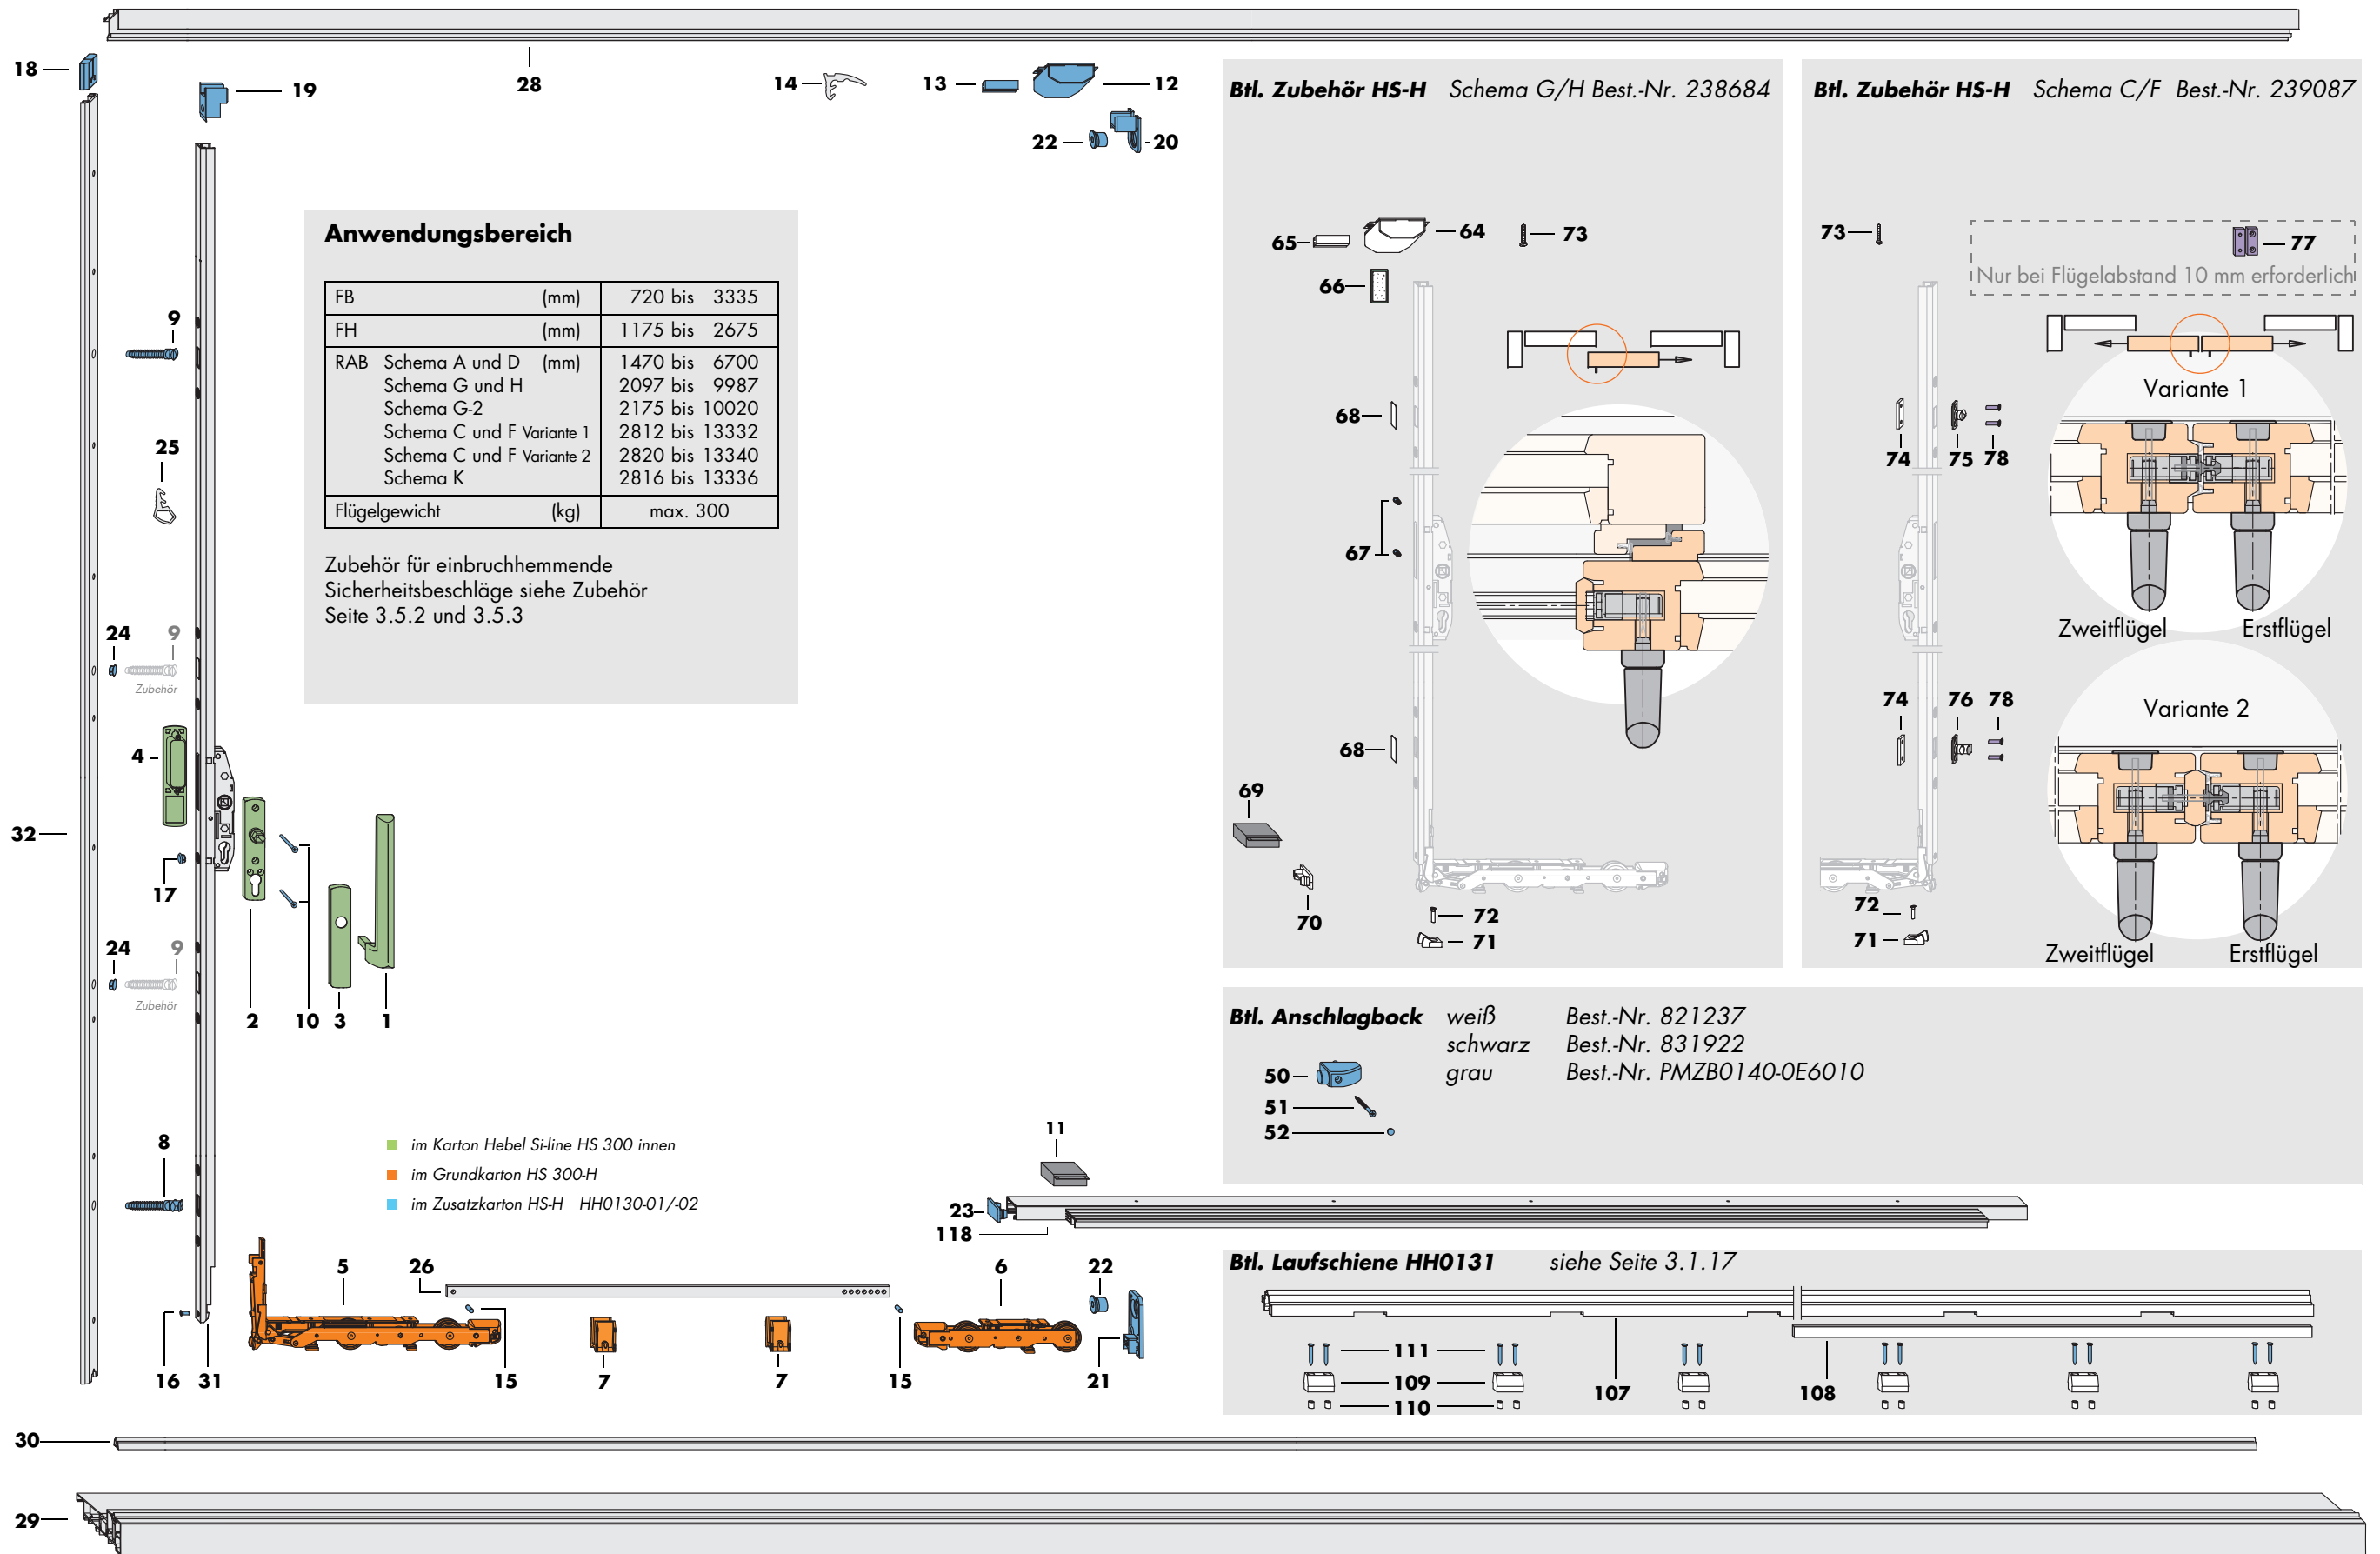 18
28
19
14
13
12
22
20
Anwendungsbereich
FB (mm) 720 bis 3335
FH (mm) 1175 bis 2675
RAB Schema A und D (mm) 1470 bis 6700
Schema G und H 2097 bis 9987
Schema G-2 2175 bis 10020
Schema C und F Variante 1 2812 bis 13332
Schema C und F Variante 2 2820 bis 13340
Schema K 2816 bis 13336
Flügelgewicht (kg) max. 300
Zubehör für einbruchhemmende
Sicherheitsbeschläge siehe Zubehör
Seite 3.5.2 und 3.5.3
9
25
24 9
Zubehör
4
32
17
24 9
Zubehör
2 10 3 1
8
im Karton Hebel Si-line HS 300 innen
im Grundkarton HS 300-H
im Zusatzkarton HS-H HH0130-01/-02
11
23
118
5 26 6 22
16 31 15 7 7 15 21
30
29
Btl. Zubehör HS-H Schema G/H Best.-Nr. 238684
65 64 73
66
68
67
68
69
70
72
71
Btl. Zubehör HS-H Schema C/F Best.-Nr. 239087
73 77
Nur bei Flügelabstand 10 mm erforderlich
Variante 1
74 75 78
Zweitflügel Erstflügel
74 76 78
Variante 2
72
71
Zweitflügel Erstflügel
Btl. Anschlagbock weiß Best.-Nr. 821237
schwarz Best.-Nr. 831922
grau Best.-Nr. PMZB0140-0E6010
50
51
52
Btl. Laufschiene HH0131 siehe Seite 3.1.17
111
109 107 108
110